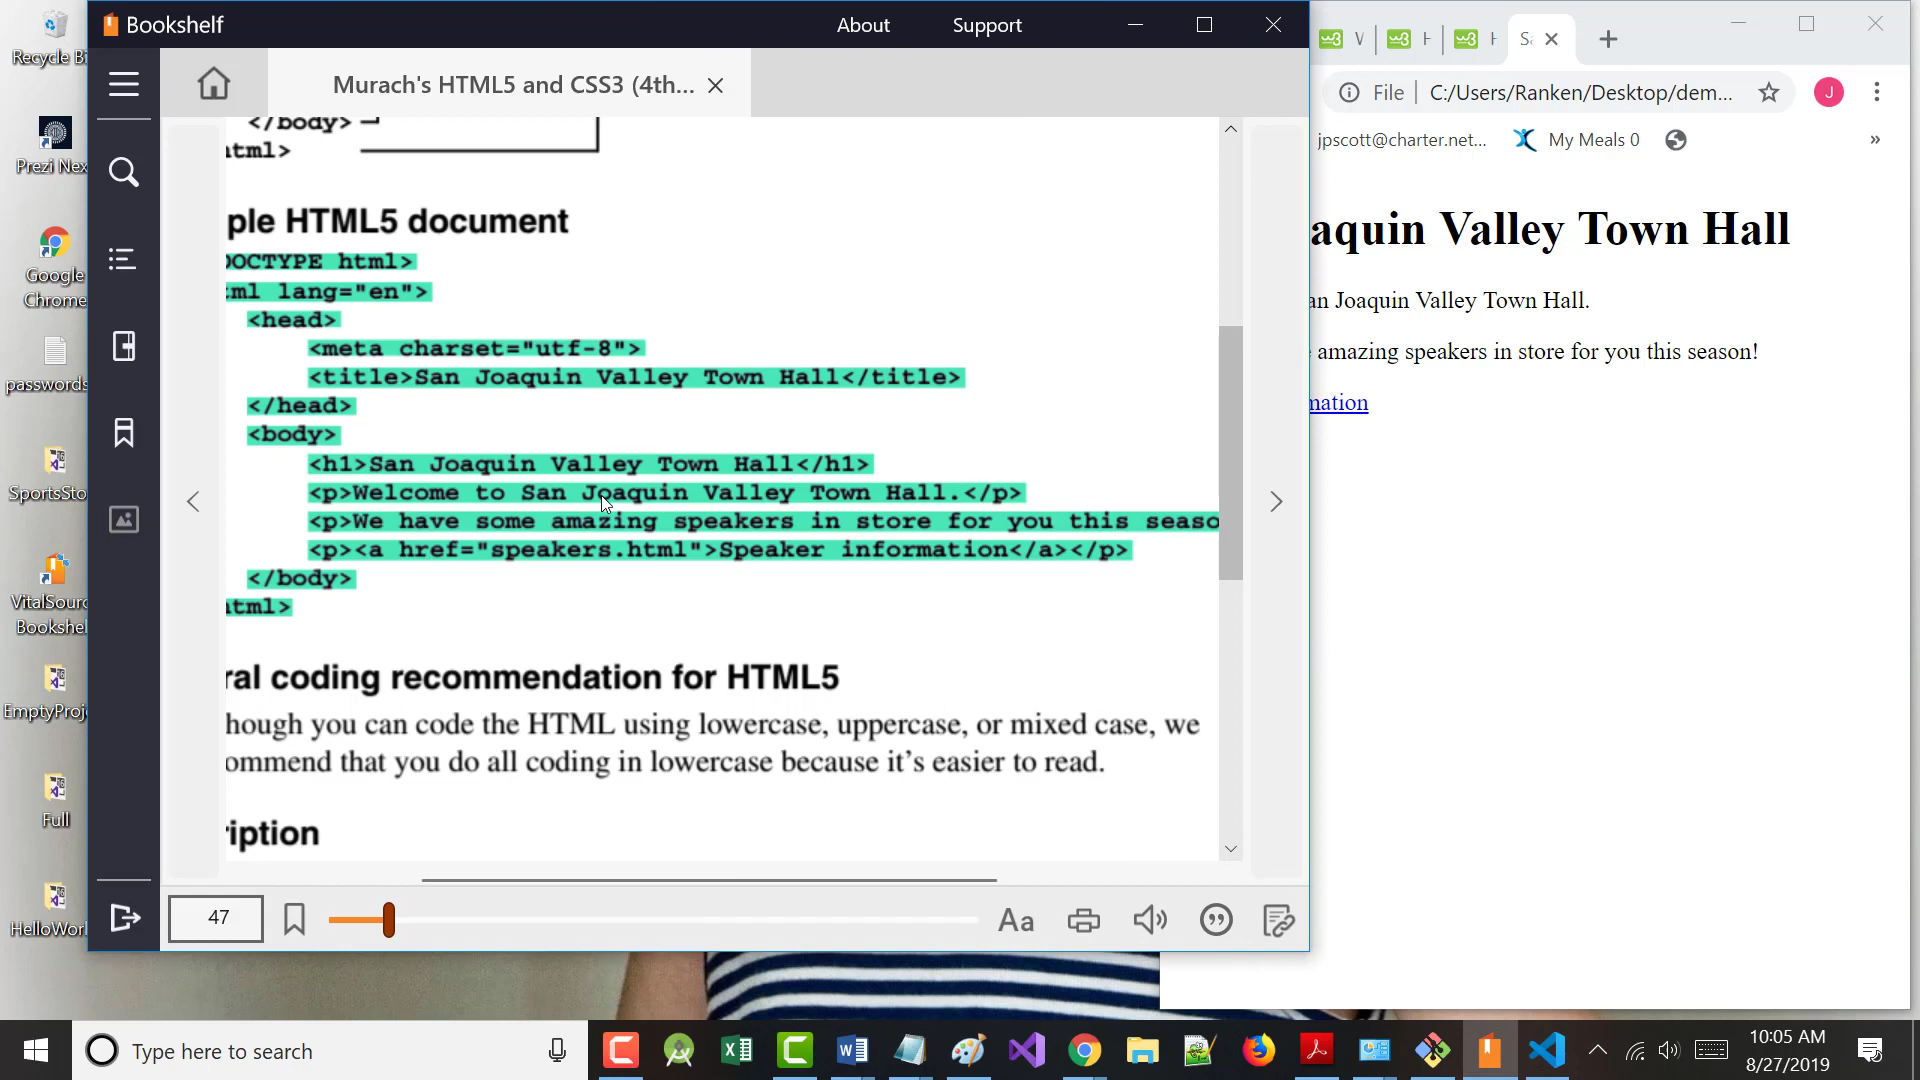 Recycle Bi
Prezi Nex
Google
Chrome
passwords
SportsSto
VitalSourc
Bookshel
EmptyProj
Full
HelloWorl
Bookshelf
About
Support
Murach's HTML5 and CSS3 (4th...
</body>
html>
ple HTML5 document
DOCTYPE html>
ml lang="en">
<head>
<meta charset="utf-8">
<title>San Joaquin Valley Town Hall</title>
</head>
<body>
<h1>San Joaquin Valley Town Hall</h1>
<p>Welcome to San Joaquin Valley Town Hall.</p>
<p>We have some amazing speakers in store for you this seaso
<p><a href="speakers.html">Speaker information</a></p>
</body>
html>
ral coding recommendation for HTML5
hough you can code the HTML using lowercase, uppercase, or mixed case, we
ommend that you do all coding in lowercase because it's easier to read.
ription
47
Aa
Sa
File
C:/Users/Ranken/Desktop/dem...
J
jpscott@charter.net...
My Meals 0
»
aquin Valley Town Hall
an Joaquin Valley Town Hall.
amazing speakers in store for you this season!
mation
Type here to search
10:05 AM
8/27/2019